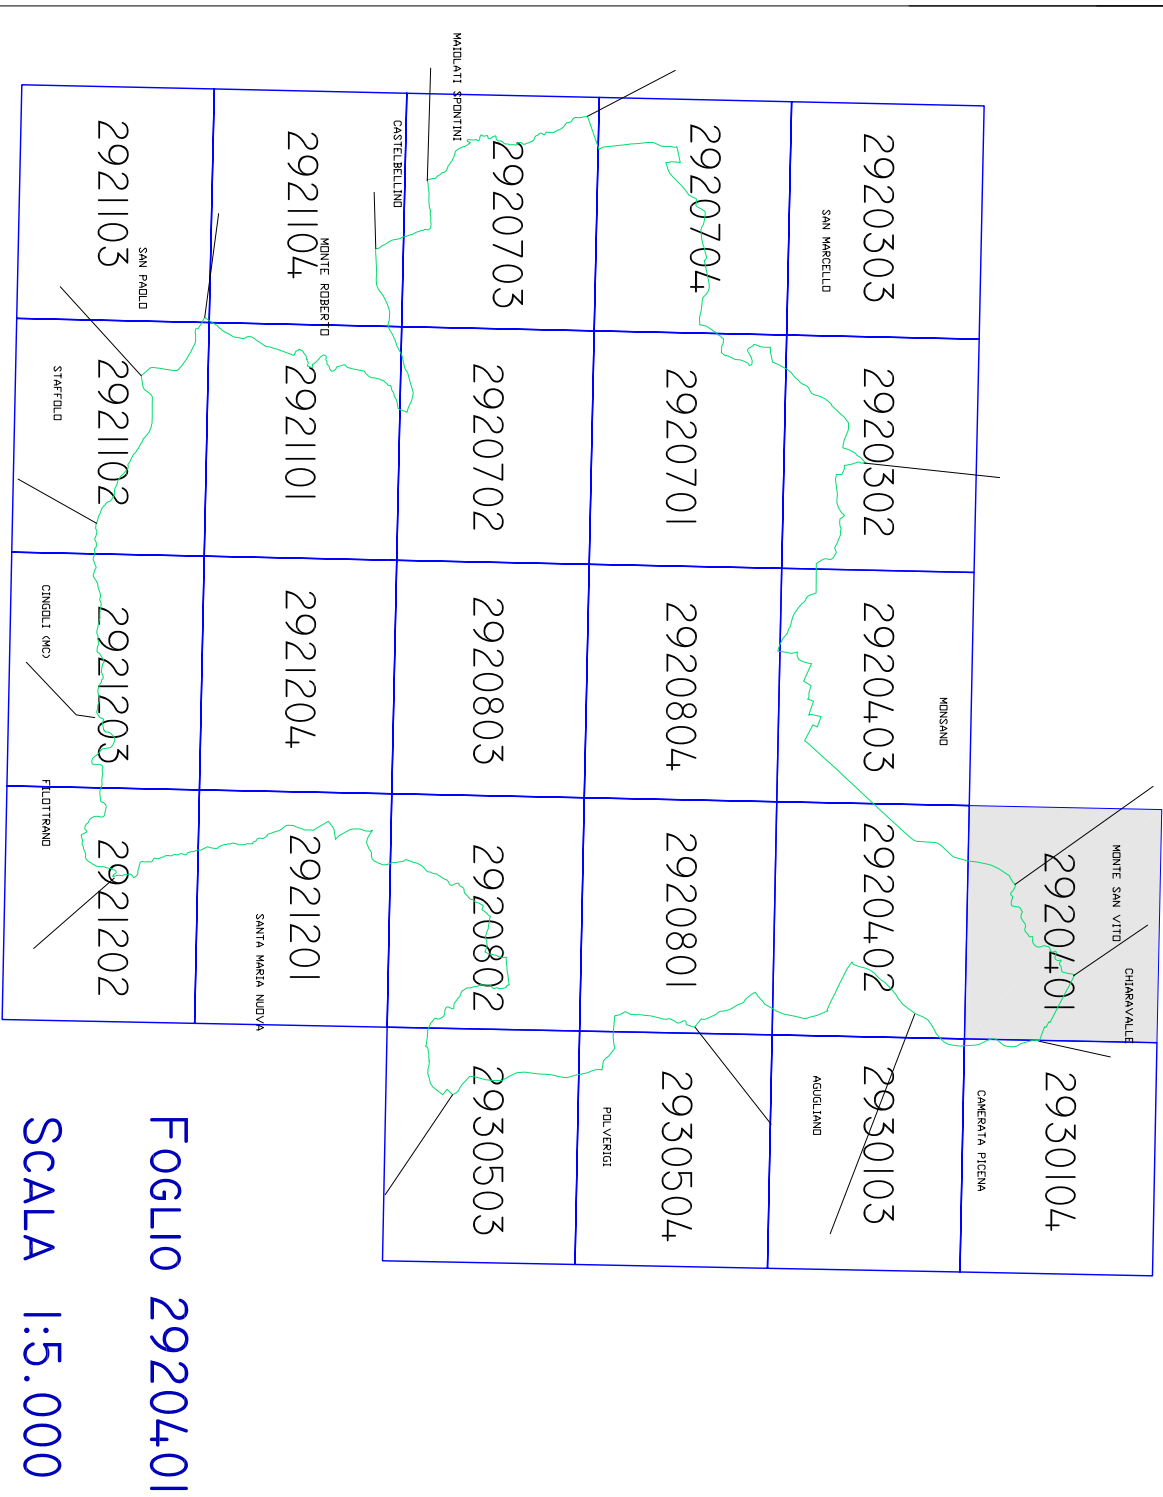 MONTE SAN VITO
CHIARAVALLE
2920401
2930104
CAMERATA PICENA
MONSANO
2920303
2920302
2920403
2920402
2930103
SAN MARCELLO
AGUGLIANO
2920704
2920701
2920804
2920801
2930504
POLVERIGI
MAIOLATI SPONTINI
2920703
2920702
2920803
2920802
2930503
CASTELBELLINO
MONTE ROBERTO
2921104
2921101
2921204
2921201
SANTA MARIA NUOVA
SAN PAOLO
2921103
2921102
2921203
2921202
STAFFOLO
CINGOLI (MC)
FILOTTRANO
FOGLIO 2920401
SCALA 1:5.000